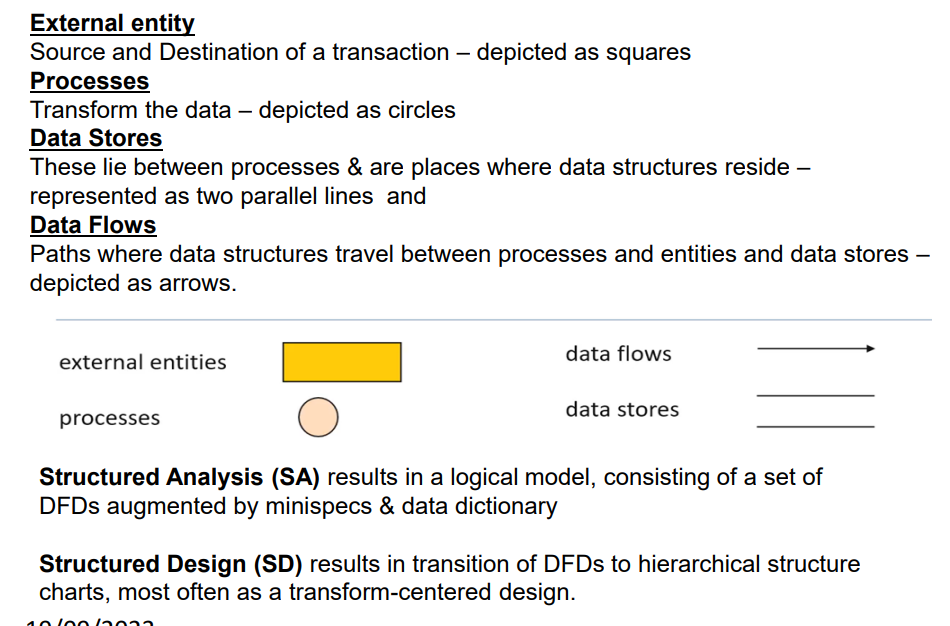 External entity
Source and Destination of a transaction – depicted as squares
Processes
Transform the data – depicted as circles
Data Stores
These lie between processes & are places where data structures reside –
represented as two parallel lines  and
Data Flows
Paths where data structures travel between processes and entities and data stores –
depicted as arrows.
external entities
data flows
processes
data stores
Structured Analysis (SA) results in a logical model, consisting of a set of
DFDs augmented by minispecs & data dictionary
Structured Design (SD) results in transition of DFDs to hierarchical structure
charts, most often as a transform-centered design.